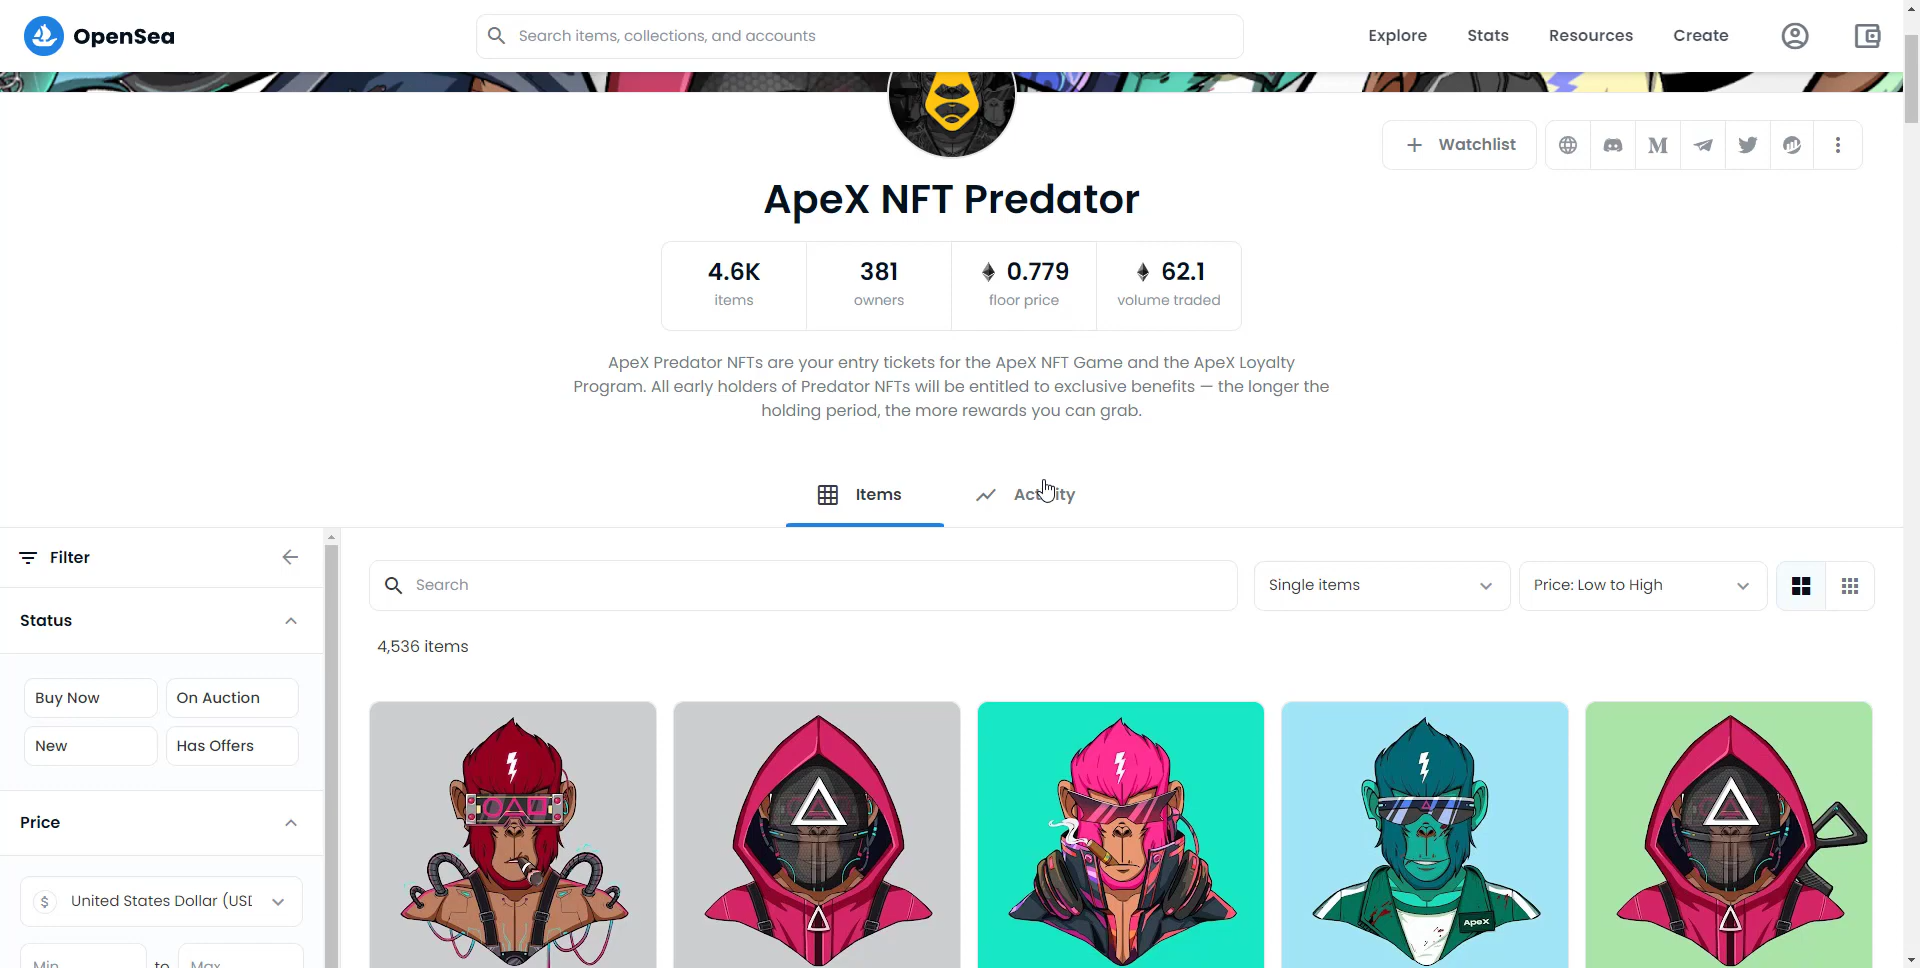 OpenSea
Search items, collections, and accounts
Explore
Stats
Resources
Create
Watchlist
ApeX NFT Predator
4.6K
items
381
owners
0.779
floor price
62.1
volume traded
ApeX Predator NFTs are your entry tickets for the ApeX NFT Game and the ApeX Loyalty
Program. All early holders of Predator NFTs will be entitled to exclusive benefits — the longer the
holding period, the more rewards you can grab.
Items
Activity
Filter
Search
Single items
Price: Low to High
Status
4,536 items
Buy Now
On Auction
New
Has Offers
Price
$ United States Dollar (USD
Min
to
Max
ApeX